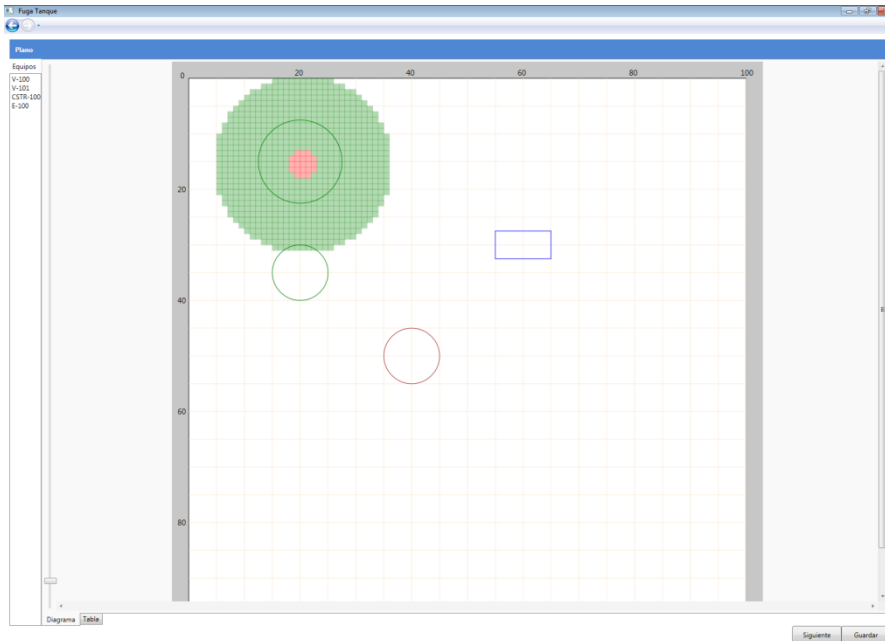 Fuga Tanque
Plano
Equipos
V-100
V-101
CSTR-100
E-100
0 20 40 60 80 100
20
40
60
80
Diagrama Tabla
Siguiente Guardar